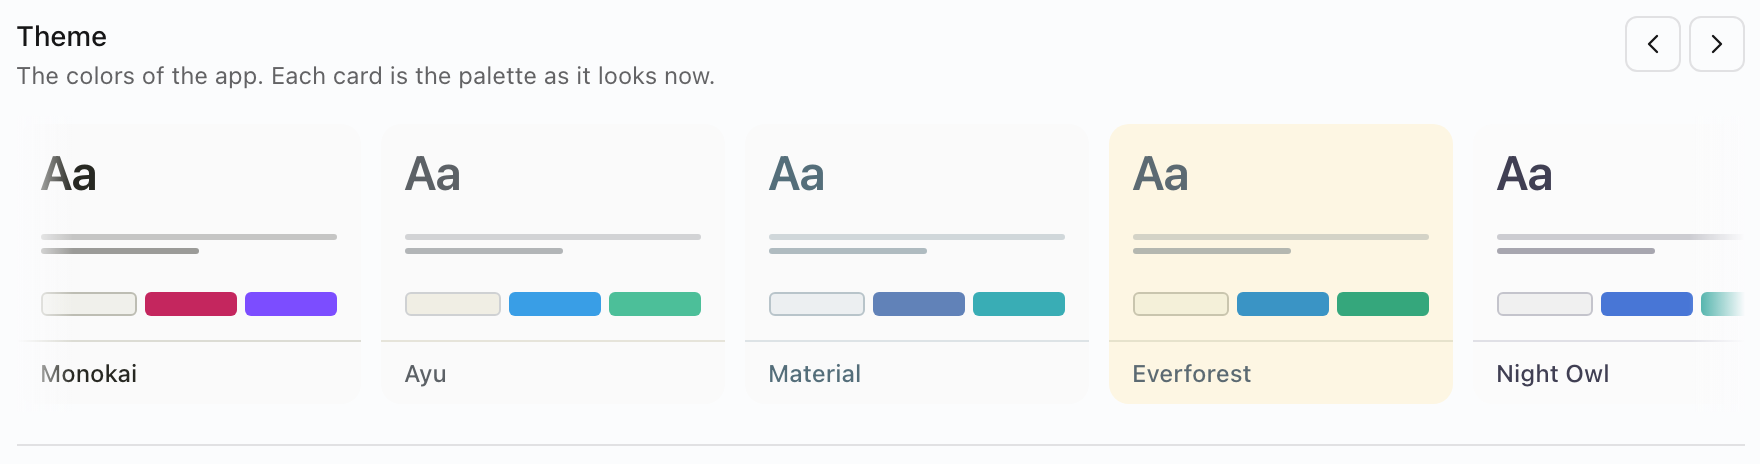 Theme
The colors of the app. Each card is the palette as it looks now.
Aa
Aa
Aa
Aa
Aa
Monokai
Ayu
Material
Everforest
Night Owl